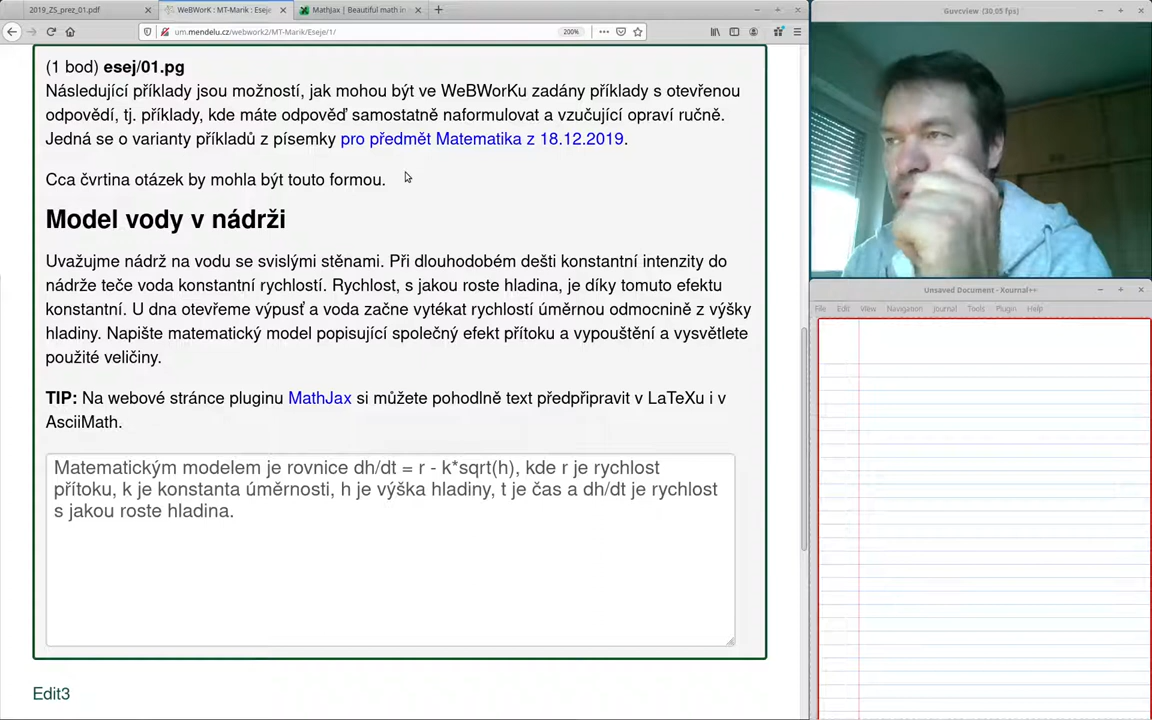 2019_ZS_prez_01.pdf
WeBWorK : MT-Marik : Eseje
MathJax | Beautiful math in
um.mendelu.cz/webwork2/MT-Marik/Eseje/1/
200%
Guvcview (30,05 fps)
(1 bod) esej/01.pg
Následující příklady jsou možností, jak mohou být ve WeBWorKu zadány příklady s otevřenou
odpovědí, tj. příklady, kde máte odpověď samostatně naformulovat a vzučující opraví ručně.
Jedná se o varianty příkladů z písemky pro předmět Matematika z 18.12.2019.
Cca čvrtina otázek by mohla být touto formou.
Model vody v nádrži
Uvažujme nádrž na vodu se svislými stěnami. Při dlouhodobém dešti konstantní intenzity do
nádrže teče voda konstantní rychlostí. Rychlost, s jakou roste hladina, je díky tomuto efektu
konstantní. U dna otevřeme výpusť a voda začne vytékat rychlostí úměrnou odmocnině z výšky
hladiny. Napište matematický model popisující společný efekt přítoku a vypouštění a vysvětlete
použité veličiny.
TIP: Na webové stránce pluginu MathJax si můžete pohodlně text předpřipravit v LaTeXu i v
AsciiMath.
Matematickým modelem je rovnice dh/dt = r - k*sqrt(h), kde r je rychlost
přítoku, k je konstanta úměrnosti, h je výška hladiny, t je čas a dh/dt je rychlost
s jakou roste hladina.
Edit3
Unsaved Document - Xournal++
File Edit View Navigation Journal Tools Plugin Help